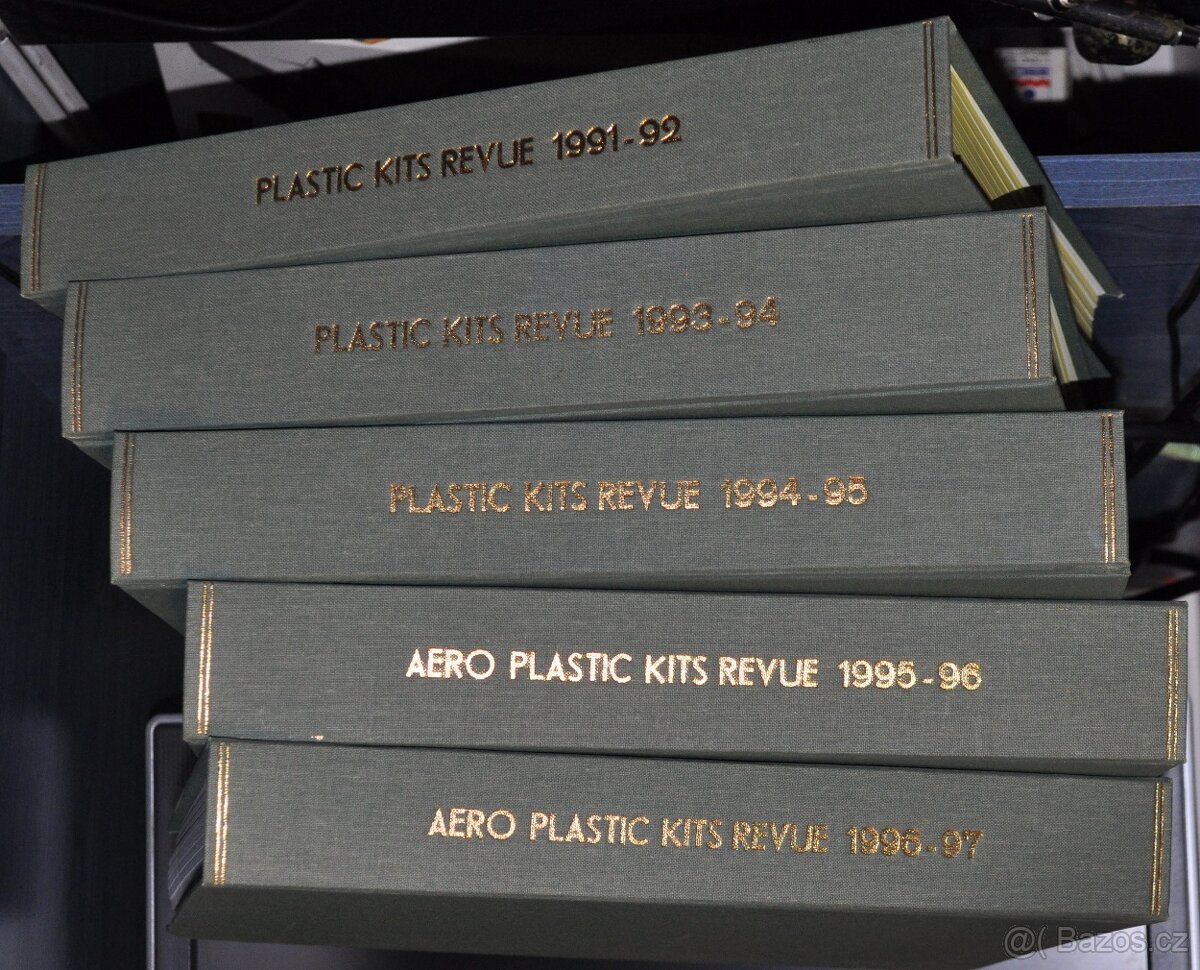 PLASTIC KITS REVUE 1991-92
PLASTIC KITS REVUE 1993-94
PLASTIC KITS REVUE 1994-95
AERO PLASTIC KITS REVUE 1995-96
AERO PLASTIC KITS REVUE 1996-97
@( Bazos.cz